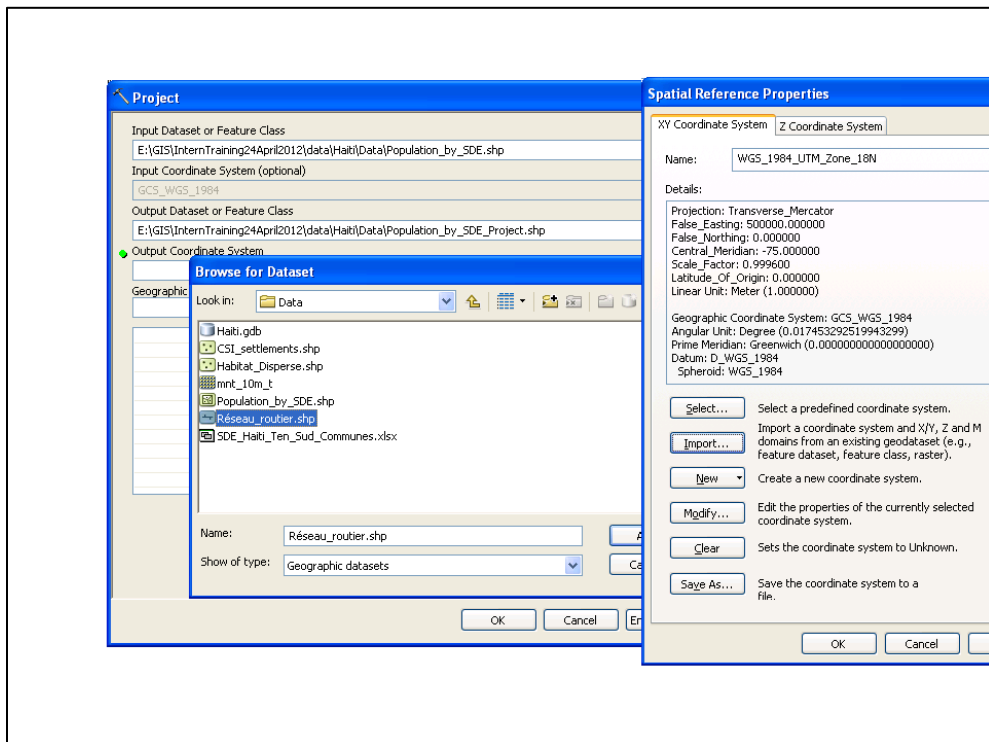 Project
Input Dataset or Feature Class
E:\GIS\InternTraining24April2012\data\Haiti\Data\Population_by_SDE.shp
Input Coordinate System (optional)
GCS_WGS_1984
Output Dataset or Feature Class
E:\GIS\InternTraining24April2012\data\Haiti\Data\Population_by_SDE_Project.shp
Output Coordinate System
Geographic
Browse for Dataset
Look in: Data
Haiti.gdb
CSI_settlements.shp
Habitat_Disperse.shp
mnt_10m_t
Population_by_SDE.shp
Réseau_routier.shp
SDE_Haiti_Ten_Sud_Communes.xlsx
Name: Réseau_routier.shp
Show of type: Geographic datasets
Ca
OK Cancel En
Spatial Reference Properties
XY Coordinate System Z Coordinate System
Name: WGS_1984_UTM_Zone_18N
Details:
Projection: Transverse_Mercator
False_Easting: 500000.000000
False_Northing: 0.000000
Central_Meridian: -75.000000
Scale_Factor: 0.999600
Latitude_Of_Origin: 0.000000
Linear Unit: Meter (1.000000)
Geographic Coordinate System: GCS_WGS_1984
Angular Unit: Degree (0.017453292519943299)
Prime Meridian: Greenwich (0.000000000000000000)
Datum: D_WGS_1984
Spheroid: WGS_1984
Select... Select a predefined coordinate system.
Import a coordinate system and X/Y, Z and M
Import... domains from an existing geodataset (e.g.,
feature dataset, feature class, raster).
New Create a new coordinate system.
Modify... Edit the properties of the currently selected
coordinate system.
Clear Sets the coordinate system to Unknown.
Save As... Save the coordinate system to a
file.
OK Cancel